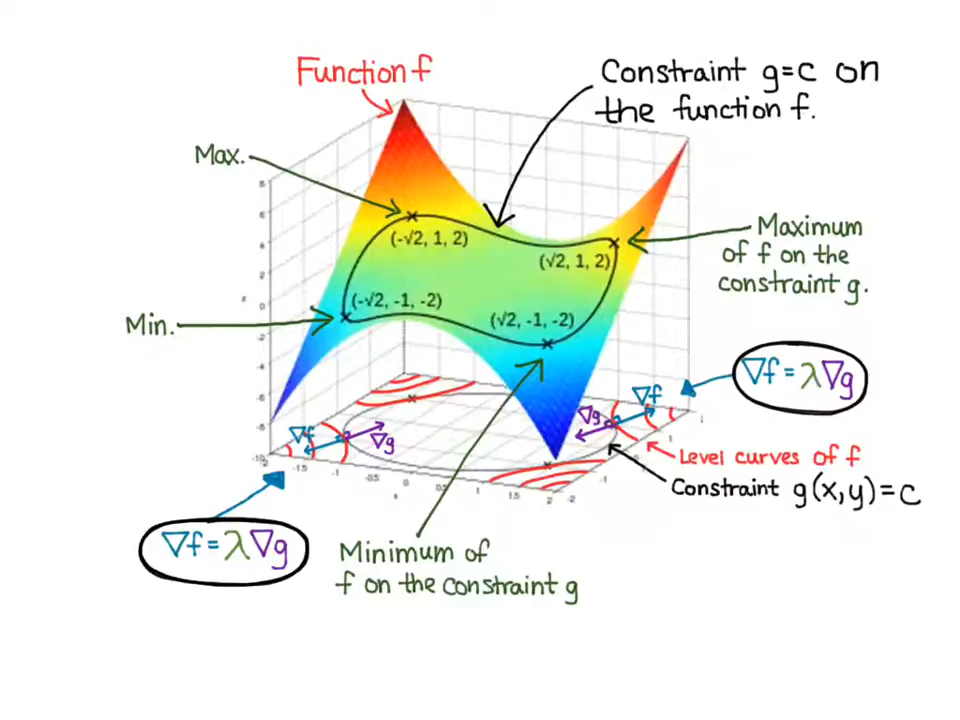 Function f
Constraint g=c on
the function f.
Max.
(-√2, 1, 2)
(√2, 1, 2)
Maximum
of f on the
constraint g.
(-√2, -1, -2)
(√2, -1, -2)
Min.
∇f = λ∇g
∇f
∇g
∇f
∇g
Level curves of f
Constraint g(x,y)=c
∇f = λ∇g
Minimum of
f on the constraint g